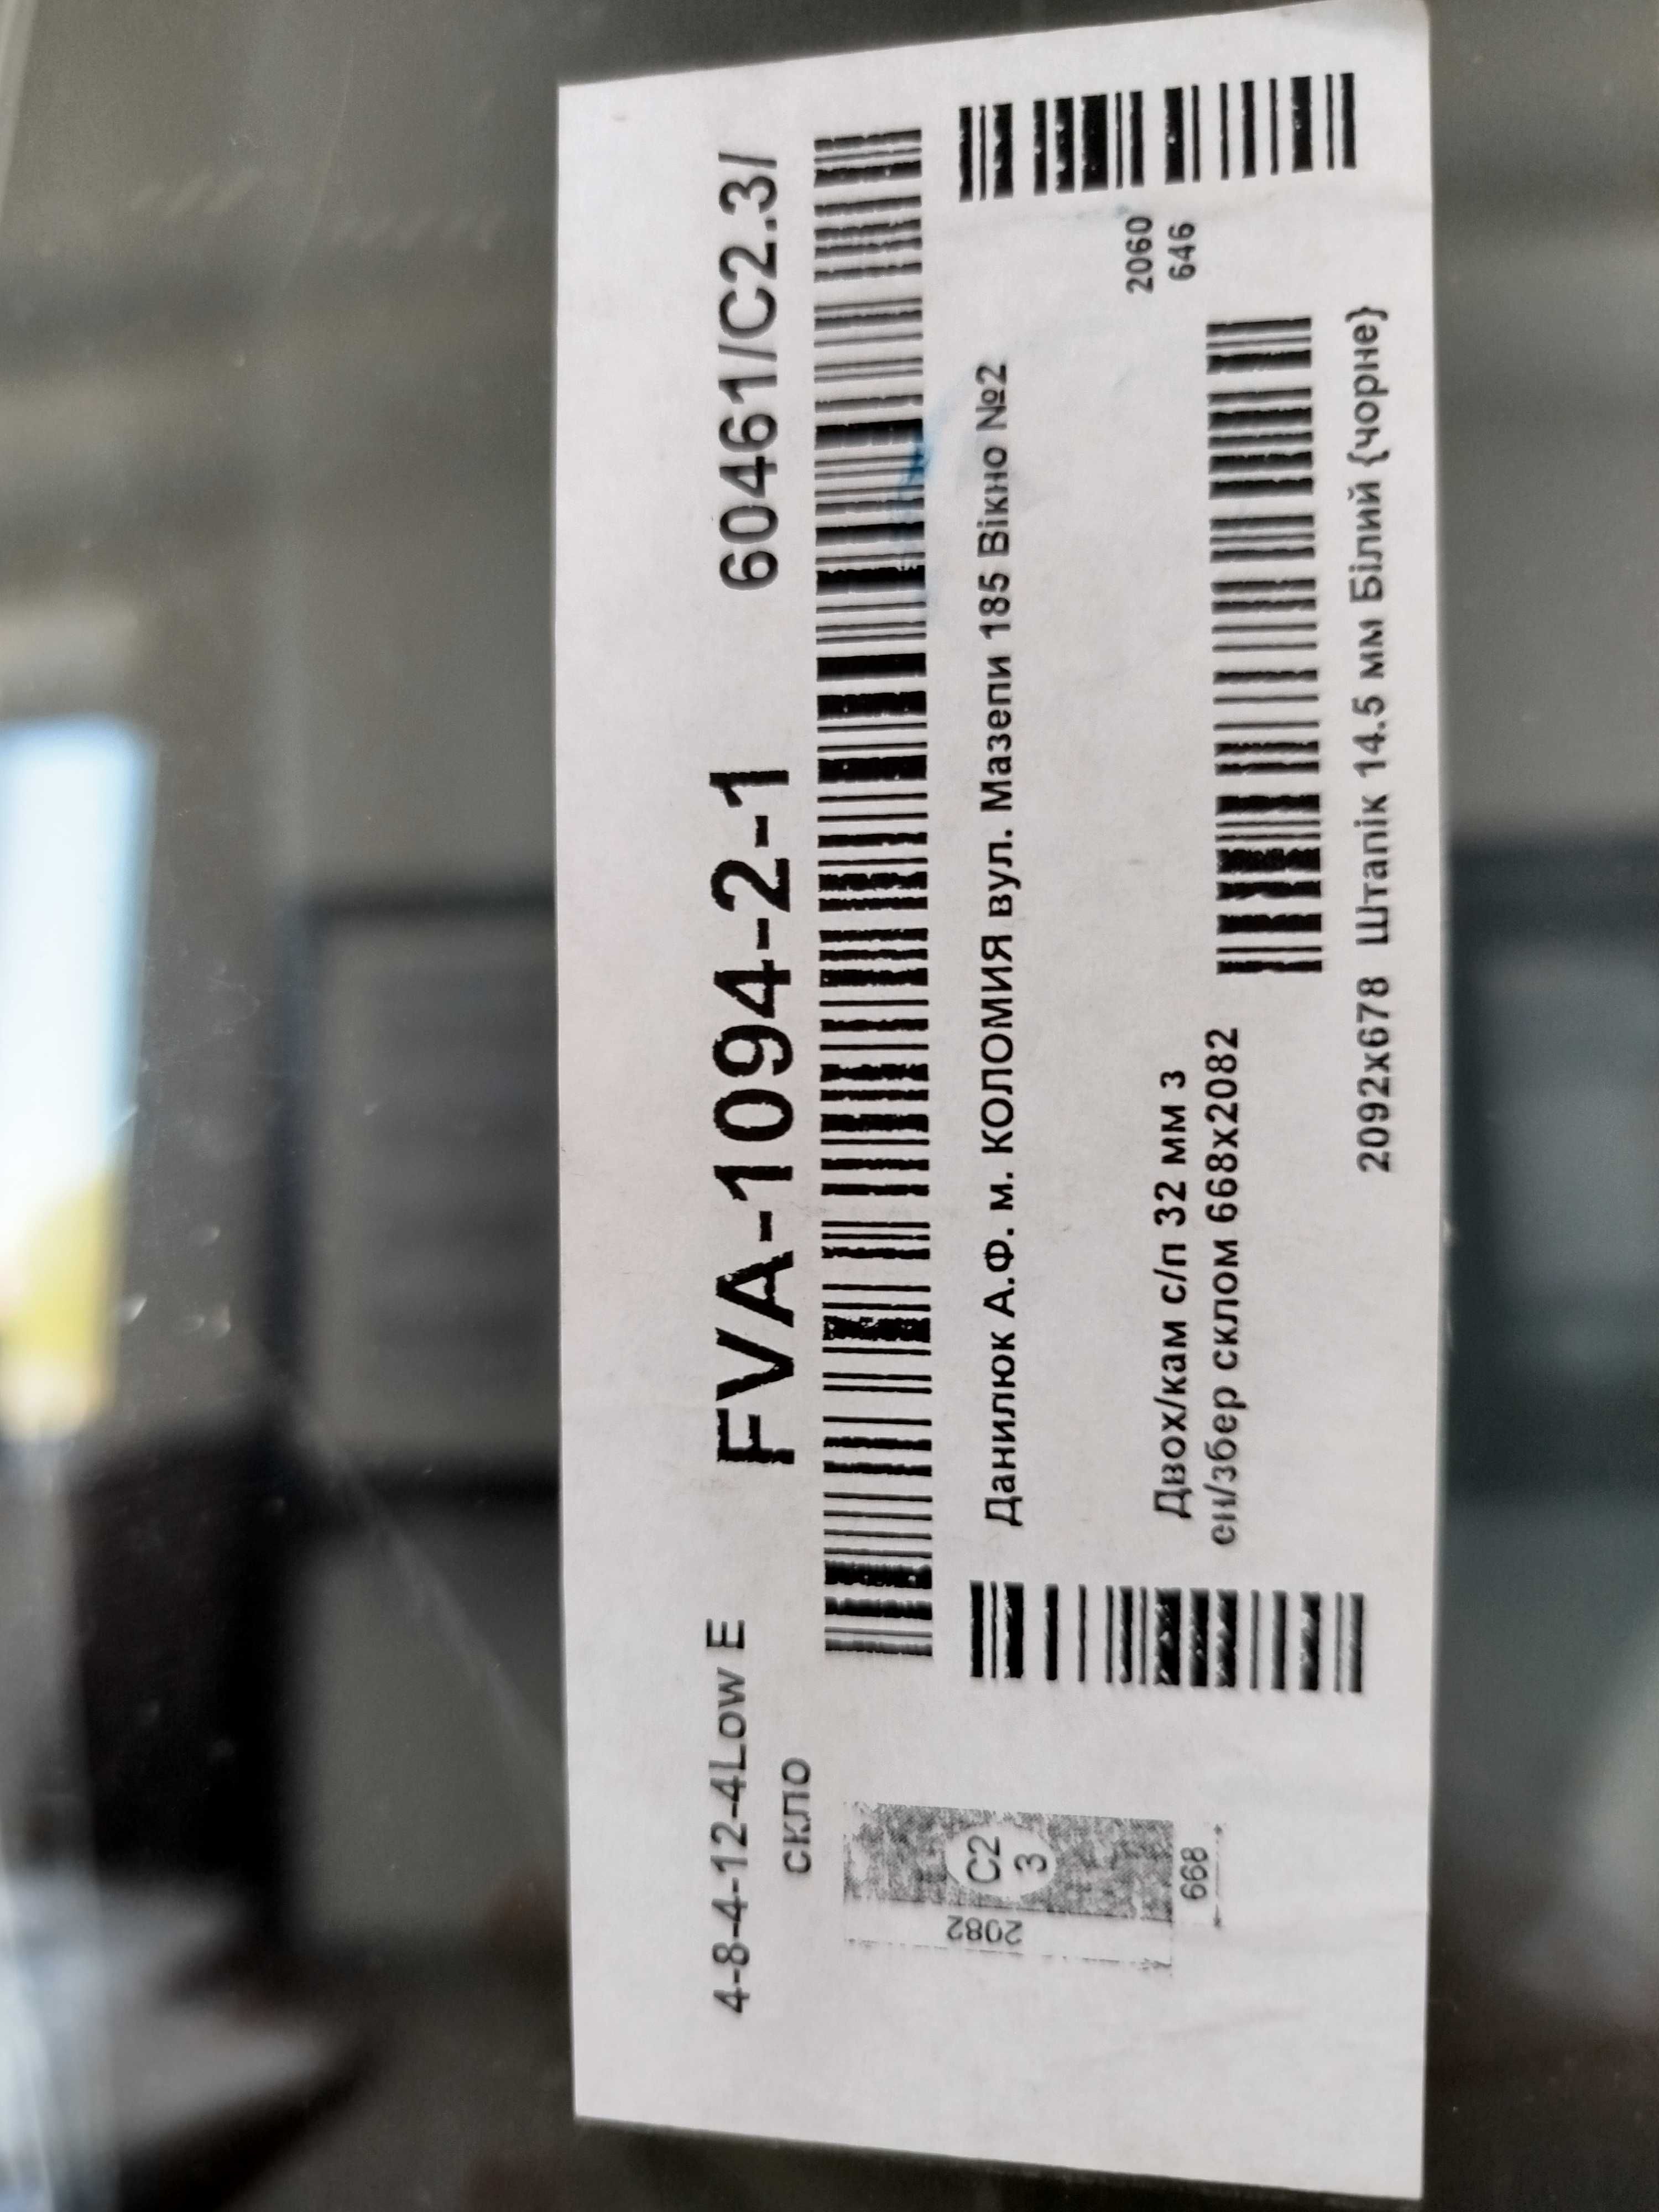 4-8-4-12-4Low E FVA-1094-2-1 60461/C2.3/
скло
Данилюк А.Ф. м. КОЛОМИЯ вул. Мазепи 185 Вікно №2
C2
3
2082
668
2060
646
Двох/кам с/п 32 мм з
ен/збер склом 668x2082
2092x678 Штапік 14.5 мм Білий {чорне}